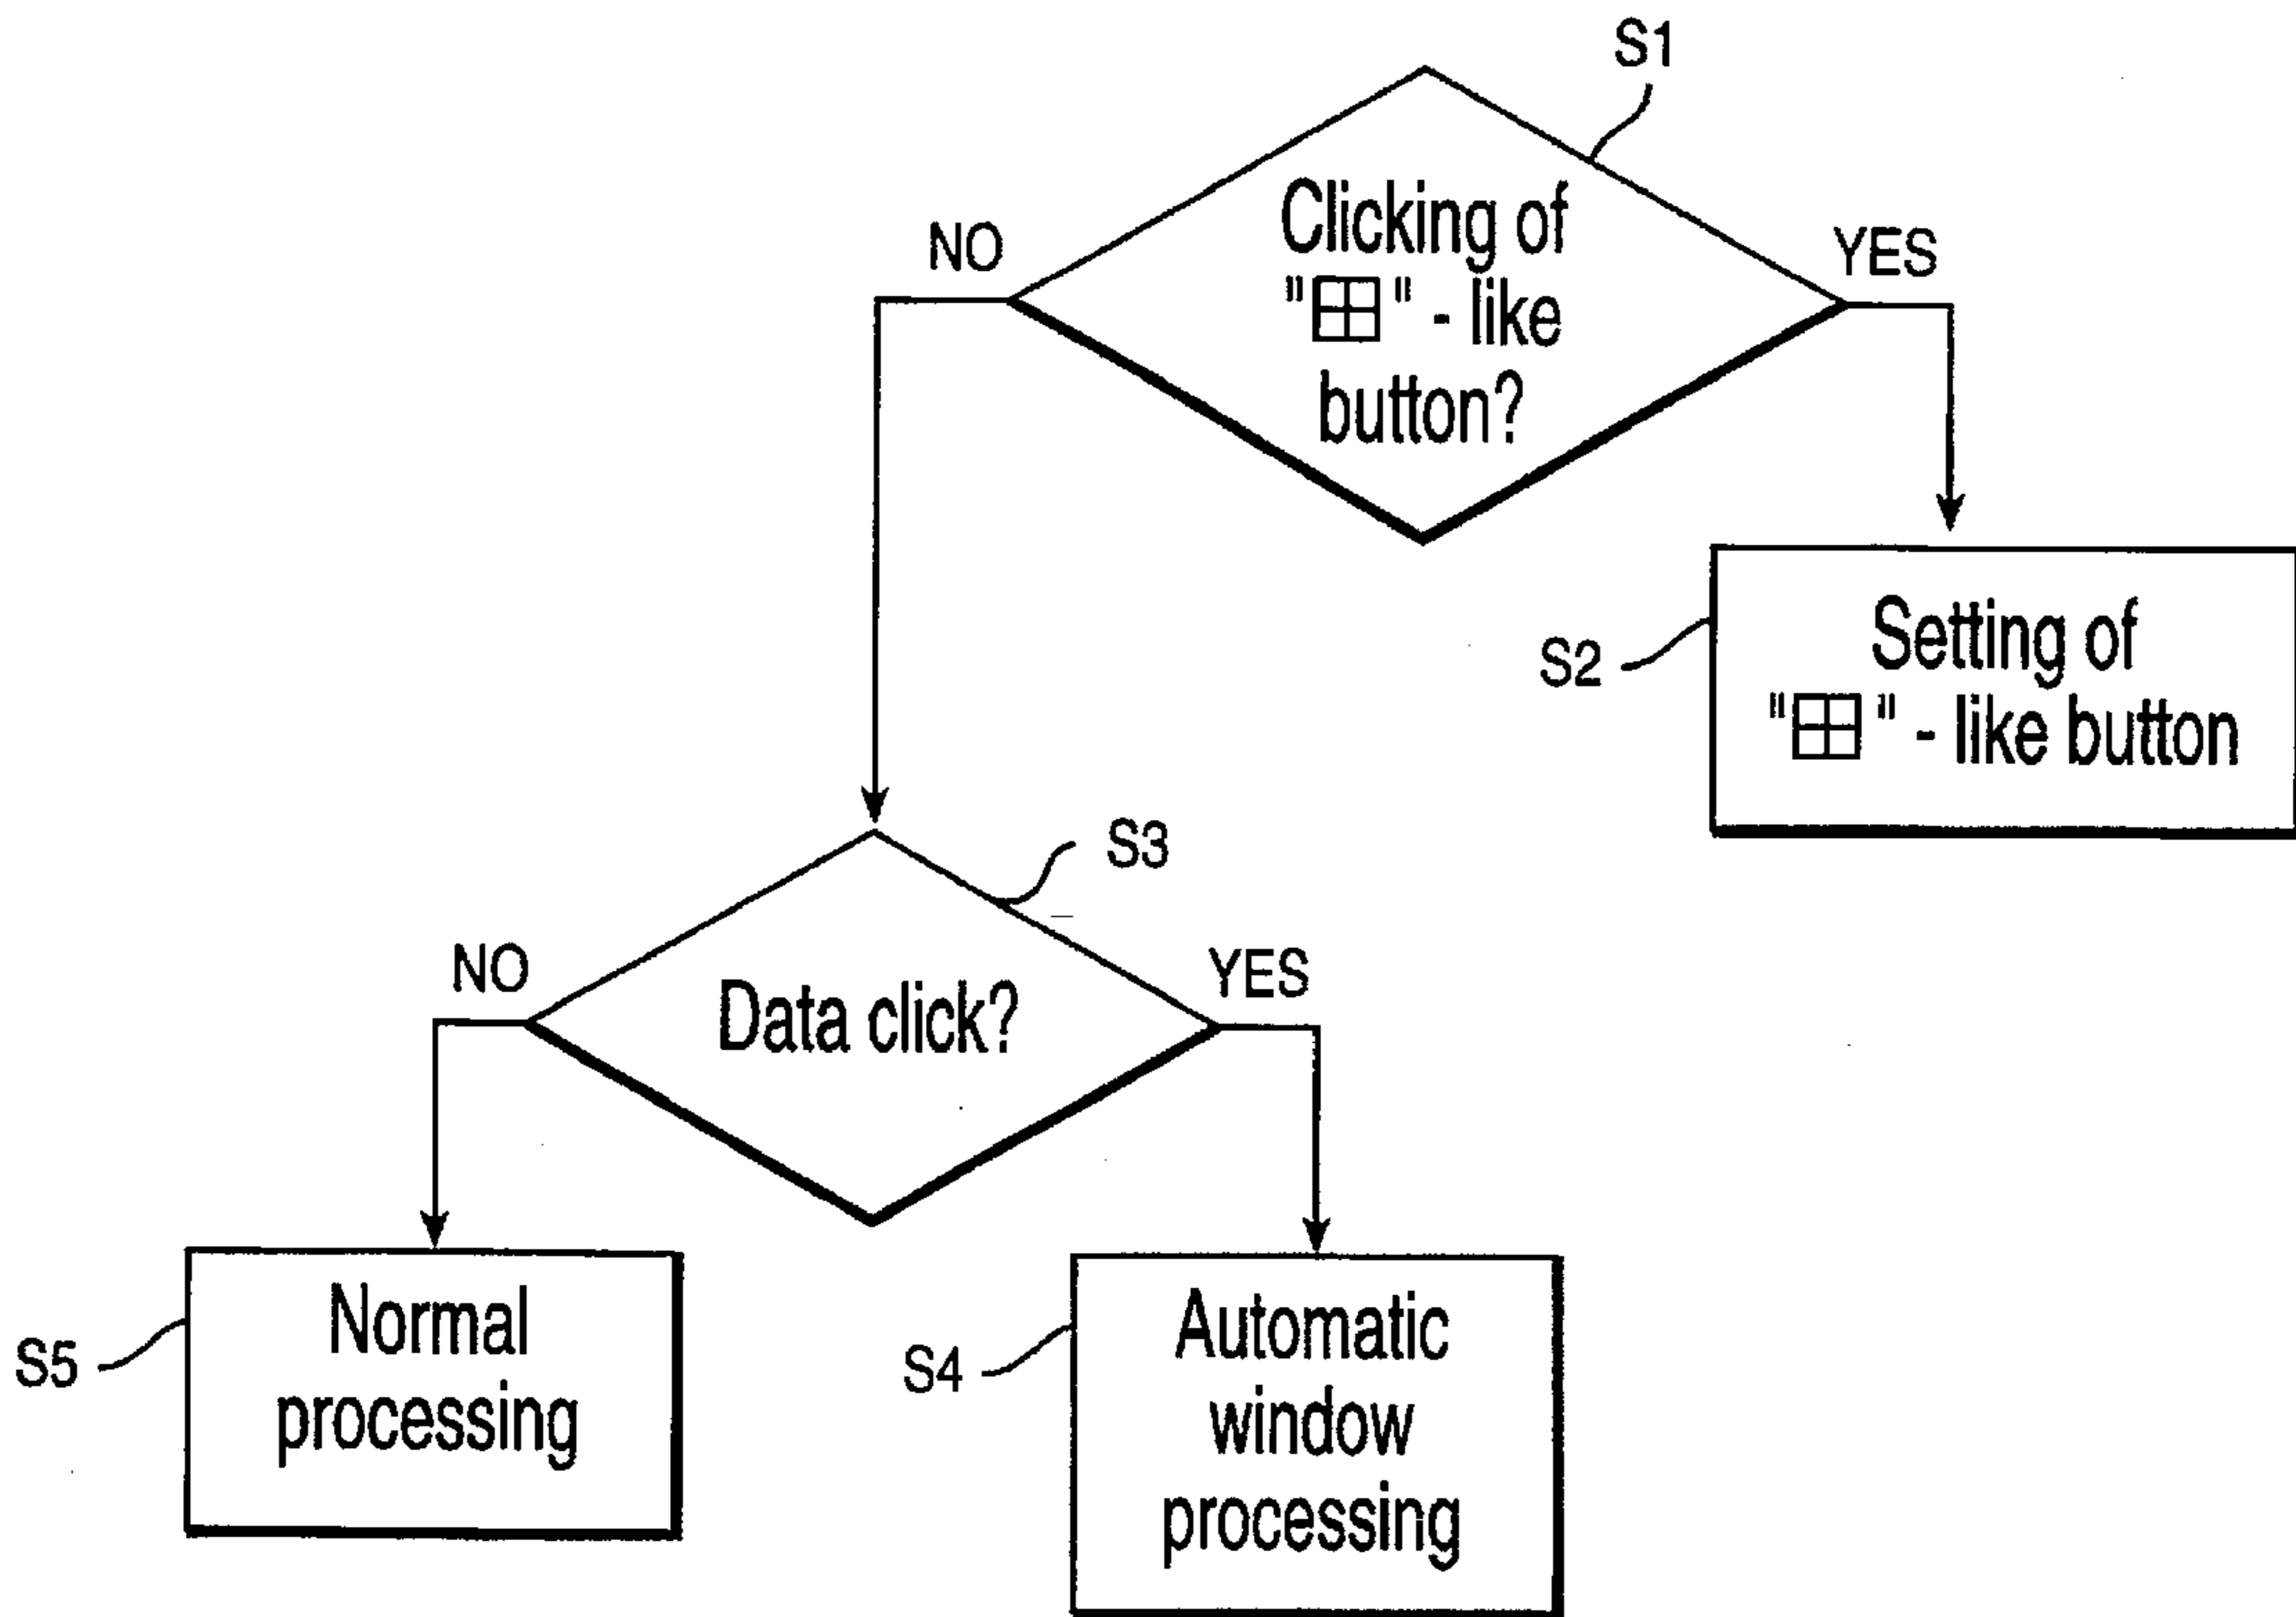 S1
Clicking of
"⊞" - like
button?
NO
YES
S2
Setting of
"⊞" - like button
S3
Data click?
NO
YES
S5
Normal
processing
S4
Automatic
window
processing